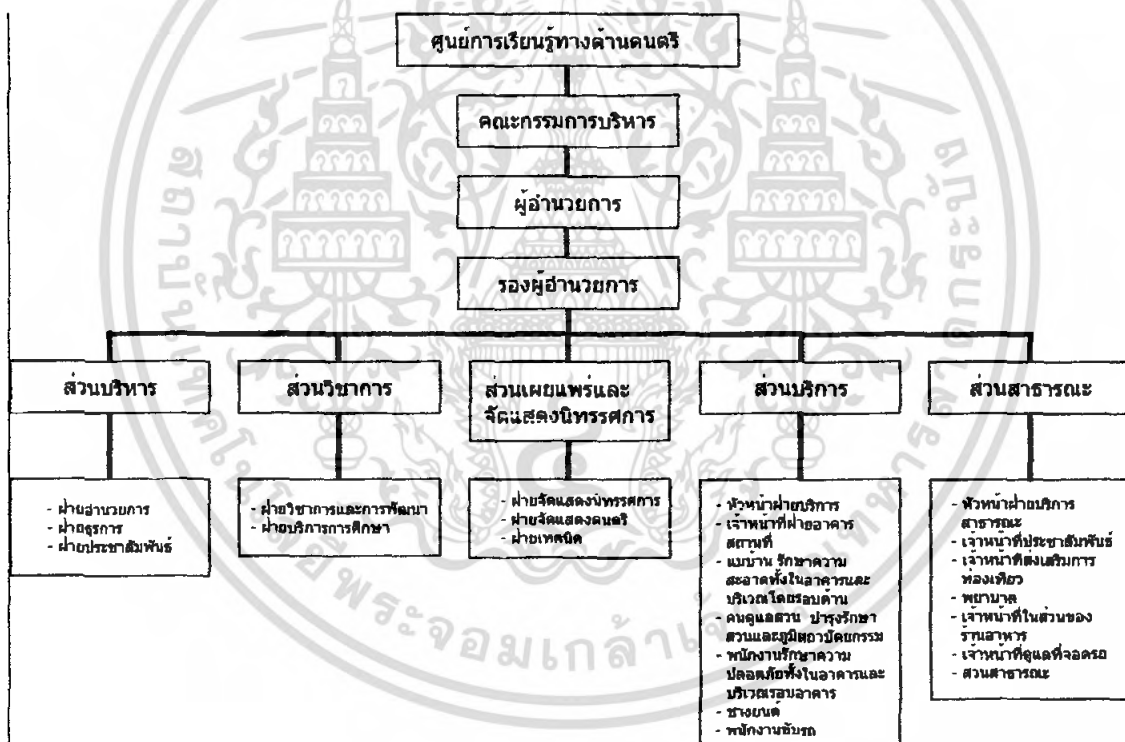 ศูนย์การเรียนรู้ทางด้านดนตรี
คณะกรรมการบริหาร
ผู้อำนวยการ
รองผู้อำนวยการ
ส่วนบริหาร
- ฝ่ายอำนวยการ
- ฝ่ายธุรการ
- ฝ่ายประชาสัมพันธ์
ส่วนวิชาการ
- ฝ่ายวิชาการและการพัฒนา
- ฝ่ายบริการการศึกษา
ส่วนเผยแพร่และ
จัดแสดงนิทรรศการ
- ฝ่ายจัดแสดงนิทรรศการ
- ฝ่ายจัดแสดงดนตรี
- ฝ่ายเทคนิค
ส่วนบริการ
- หัวหน้าฝ่ายบริการ
- เจ้าหน้าที่ฝ่ายอาคาร
สถานที่
- แม่บ้าน รักษาความ
สะอาดทั้งในอาคารและ
บริเวณโดยรอบด้าน
- คนดูแลสวน บำรุงรักษา
สวนและภูมิสถาปัตยกรรม
- พนักงานรักษาความ
ปลอดภัยทั้งในอาคารและ
บริเวณรอบอาคาร
- ช่างยนต์
- พนักงานขับรถ
ส่วนสาธารณะ
- หัวหน้าฝ่ายบริการ
สาธารณะ
- เจ้าหน้าที่ประชาสัมพันธ์
- เจ้าหน้าที่ส่งเสริมการ
ท่องเที่ยว
- พยาบาล
- เจ้าหน้าที่ในส่วนของ
ร้านอาหาร
- เจ้าหน้าที่ดูแลที่จอดรถ
- สวนสาธารณะ